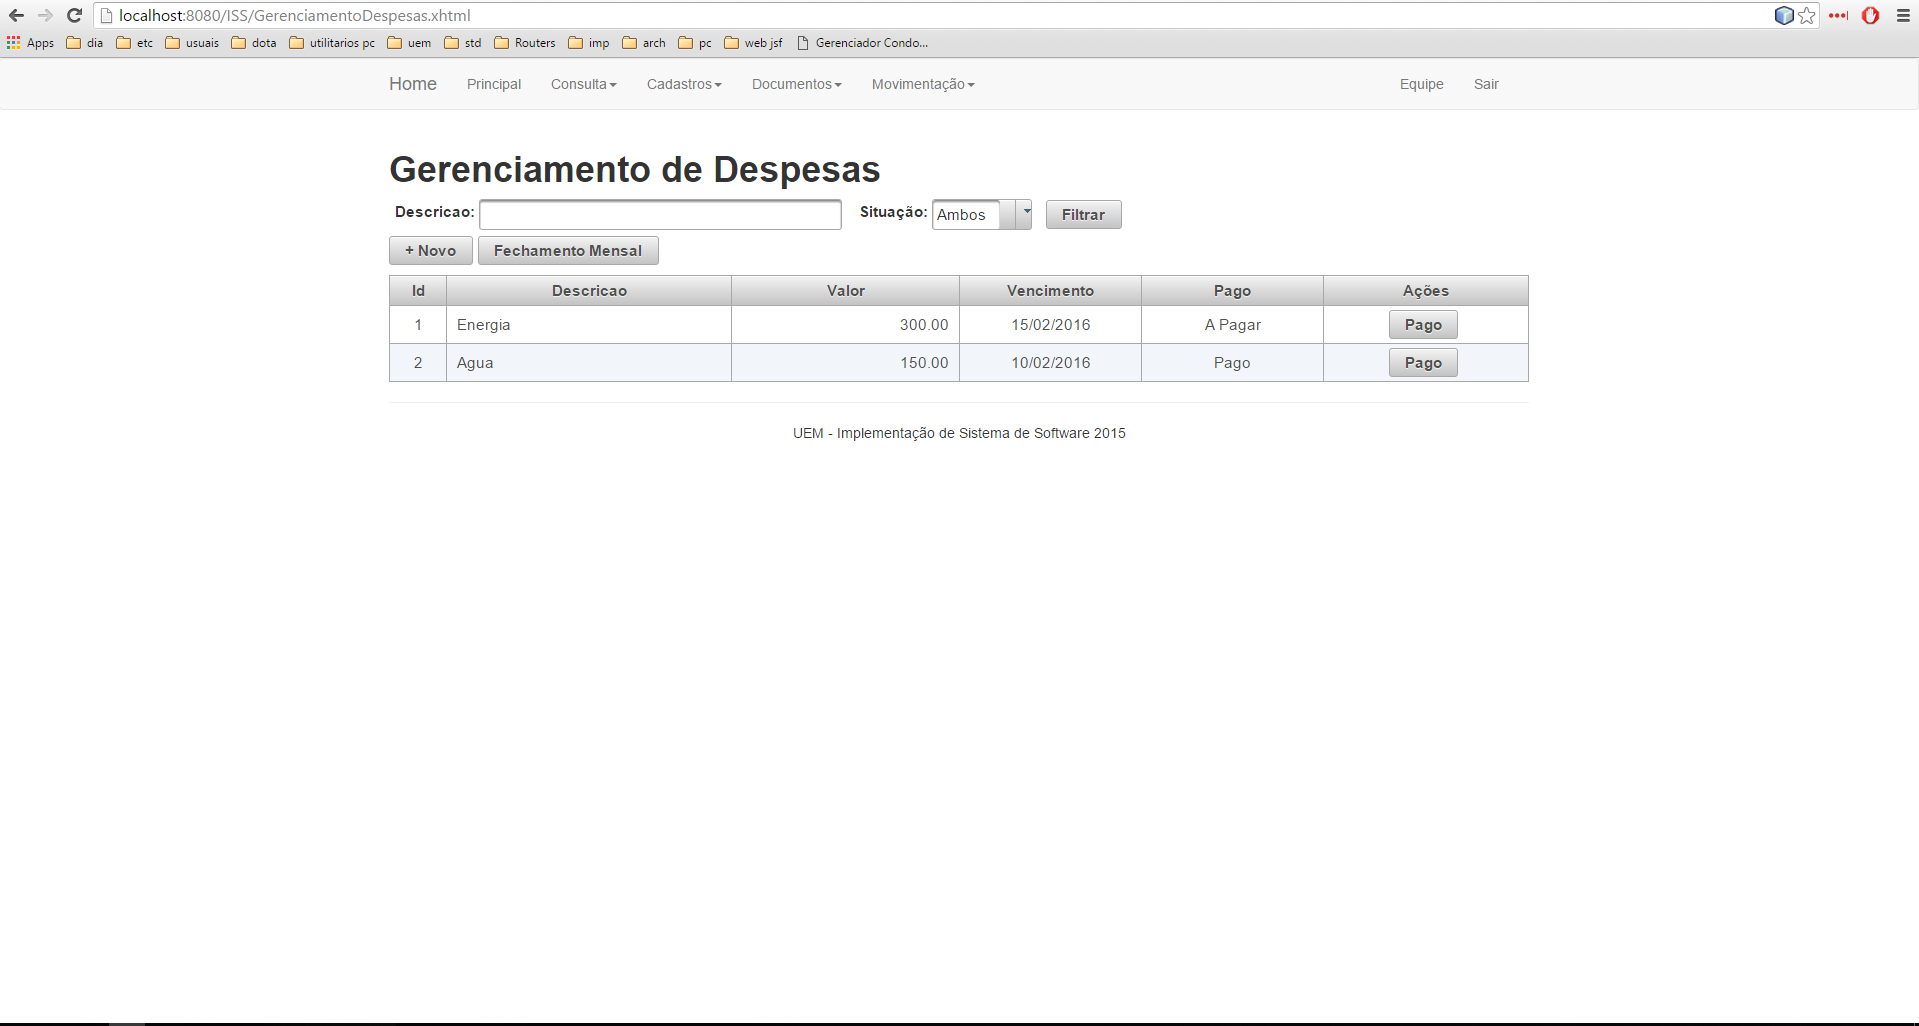 localhost:8080/ISS/GerenciamentoDespesas.xhtml
Apps dia etc usuais dota utilitarios pc uem std Routers imp arch pc web jsf Gerenciador Condo...
Home Principal Consulta Cadastros Documentos Movimentação Equipe Sair
Gerenciamento de Despesas
Descricao: Situação: Ambos Filtrar
+ Novo Fechamento Mensal
Id Descricao Valor Vencimento Pago Ações
1 Energia 300.00 15/02/2016 A Pagar Pago
2 Agua 150.00 10/02/2016 Pago Pago
UEM - Implementação de Sistema de Software 2015